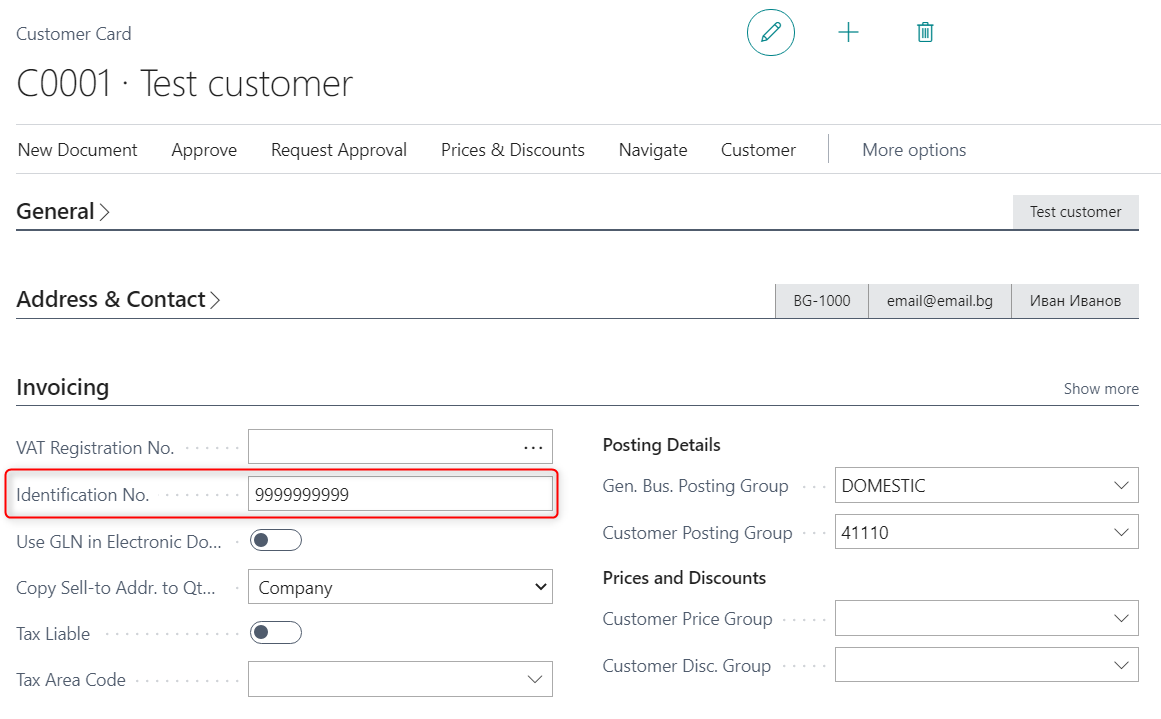 Customer Card
C0001 · Test customer
New Document Approve Request Approval Prices & Discounts Navigate Customer More options
General Test customer
Address & Contact BG-1000 email@email.bg Иван Иванов
Invoicing Show more
VAT Registration No. ...
Identification No. 9999999999
Use GLN in Electronic Do...
Copy Sell-to Addr. to Qt... Company
Tax Liable
Tax Area Code
Posting Details
Gen. Bus. Posting Group DOMESTIC
Customer Posting Group 41110
Prices and Discounts
Customer Price Group
Customer Disc. Group